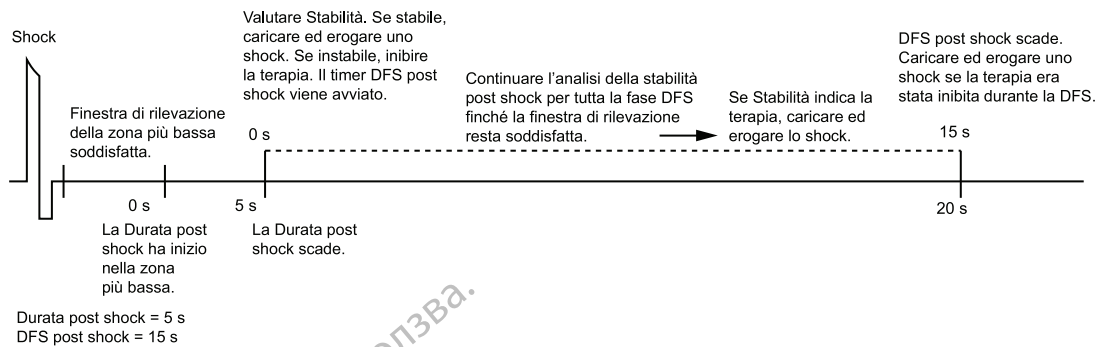 Shock
Finestra di rilevazione
della zona più bassa
soddisfatta.
Valutare Stabilità. Se stabile,
caricare ed erogare uno
shock. Se instabile, inibire
la terapia. Il timer DFS post
shock viene avviato.
0 s
Continuare l'analisi della stabilità
post shock per tutta la fase DFS
finché la finestra di rilevazione
resta soddisfatta.
Se Stabilità indica la
terapia, caricare ed
erogare lo shock.
DFS post shock scade.
Caricare ed erogare uno
shock se la terapia era
stata inibita durante la DFS.
15 s
0 s
La Durata post
shock ha inizio
nella zona
più bassa.
5 s
La Durata post
shock scade.
20 s
Durata post shock = 5 s
DFS post shock = 15 s